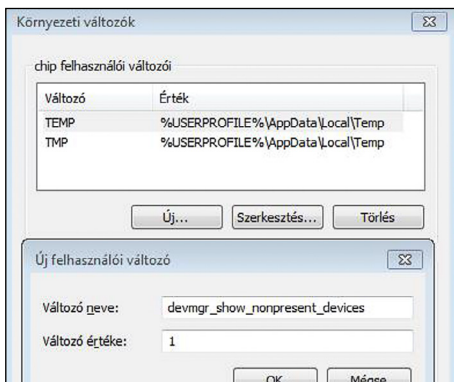 Környezeti változók
chip felhasználói változói
Változó Érték
TEMP %USERPROFILE%\AppData\Local\Temp
TMP %USERPROFILE%\AppData\Local\Temp
Új... Szerkesztés... Törlés
Új felhasználói változó
Változó neve: devmgr_show_nonpresent_devices
Változó értéke: 1
OK Mégse